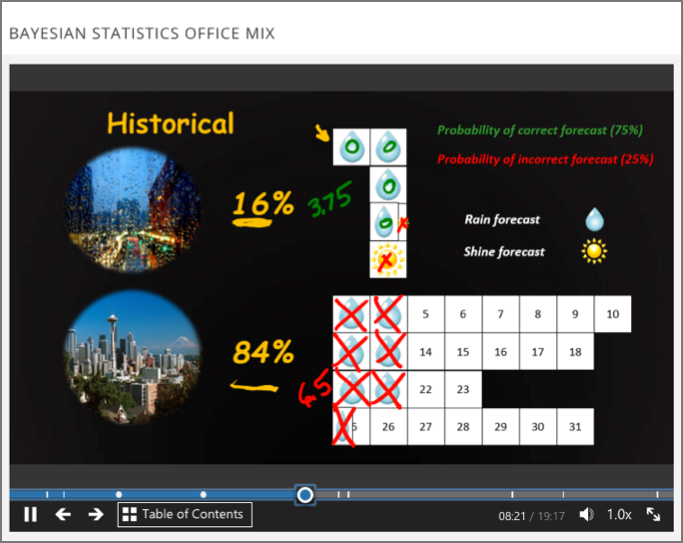 BAYESIAN STATISTICS OFFICE MIX
Historical
Probability of correct forecast (75%)
Probability of incorrect forecast (25%)
16%
3.75
Rain forecast
Shine forecast
84%
6.5
5 6 7 8 9 10
14 15 16 17 18
22 23
5 26 27 28 29 30 31
Table of Contents
08:21 / 19:17
1.0x